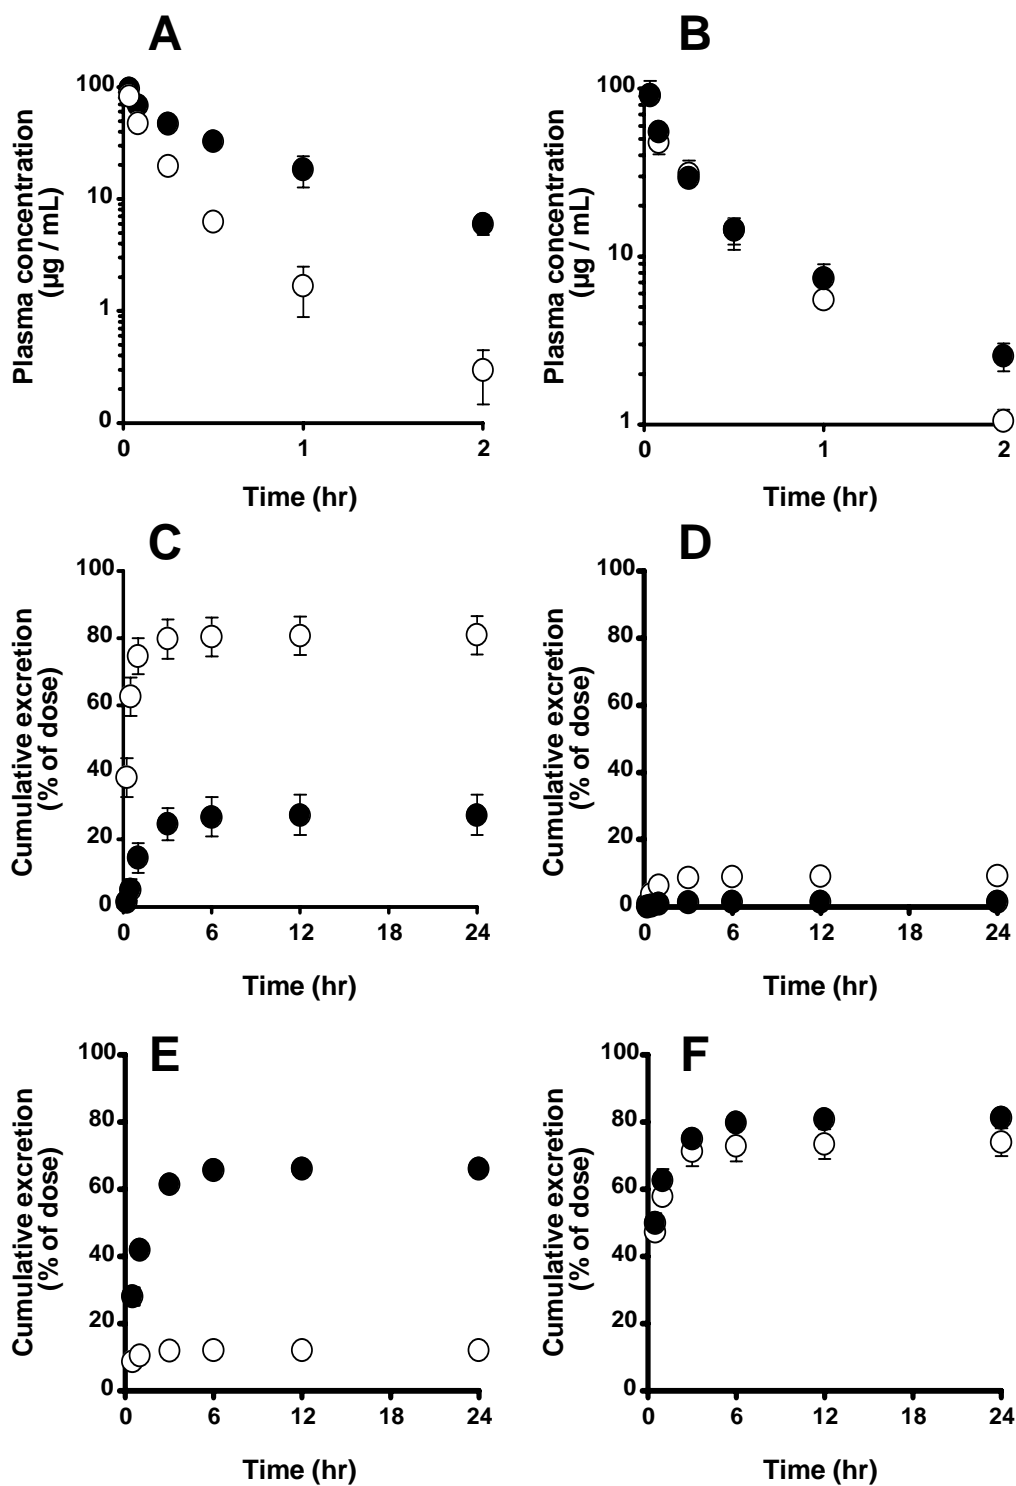 A
100
10
1
0
0
1
2
Plasma concentration
(µg / mL)
Time (hr)
B
100
10
1
0
1
2
Plasma concentration
(µg / mL)
Time (hr)
C
100
80
60
40
20
0
0
6
12
18
24
Cumulative excretion
(% of dose)
Time (hr)
D
100
80
60
40
20
0
0
6
12
18
24
Cumulative excretion
(% of dose)
Time (hr)
E
100
80
60
40
20
0
0
6
12
18
24
Cumulative excretion
(% of dose)
Time (hr)
F
100
80
60
40
20
0
0
6
12
18
24
Cumulative excretion
(% of dose)
Time (hr)